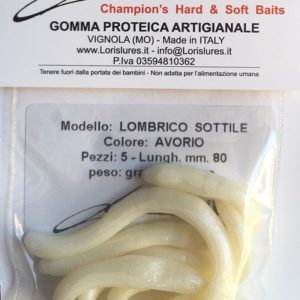 Champion's Hard & Soft Baits
GOMMA PROTEICA ARTIGIANALE
VIGNOLA (MO) - Made in ITALY
www.Lorislures.it - info@Lorislures.it
P.Iva 03594810362
Tenere fuori dalla portata dei bambini - Non adatta per l'alimentazione umana
Modello: LOMBRICO SOTTILE
Colore: AVORIO
Pezzi: 5 - Lungh. mm. 80
peso: